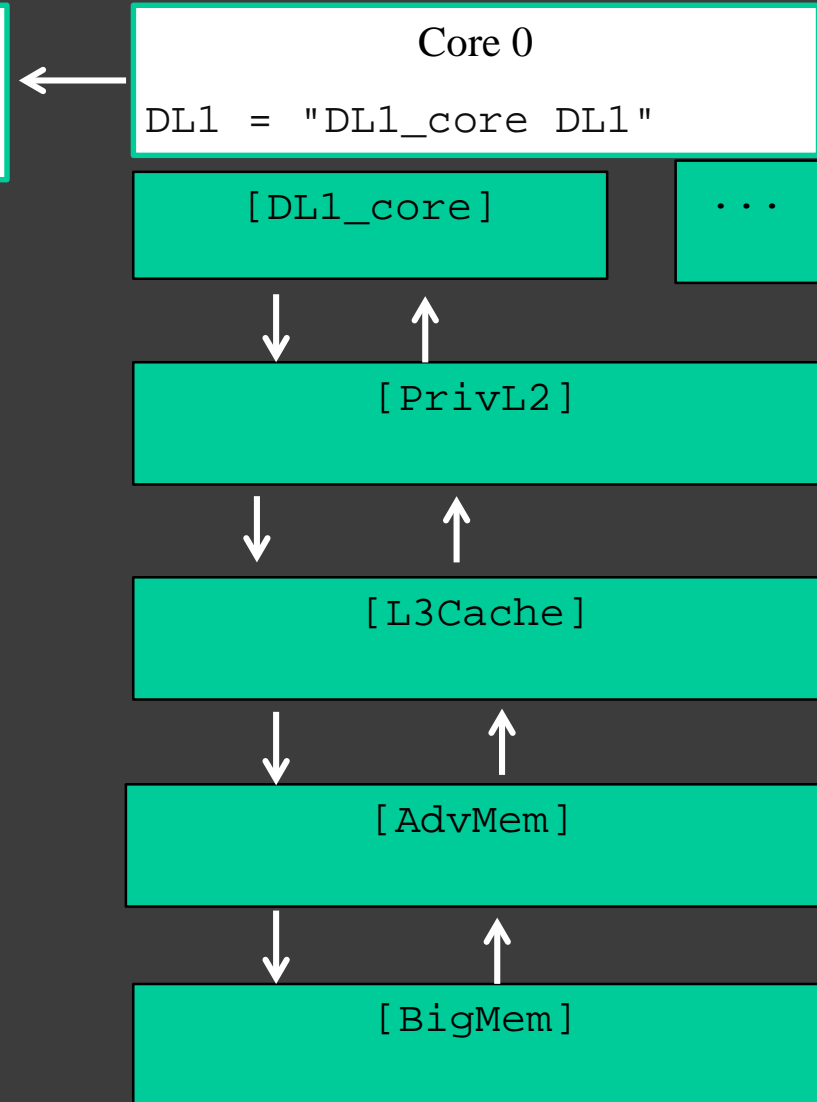 Core 0
DL1 = "DL1_core DL1"
[DL1_core]
...
[PrivL2]
[L3Cache]
[AdvMem]
[BigMem]